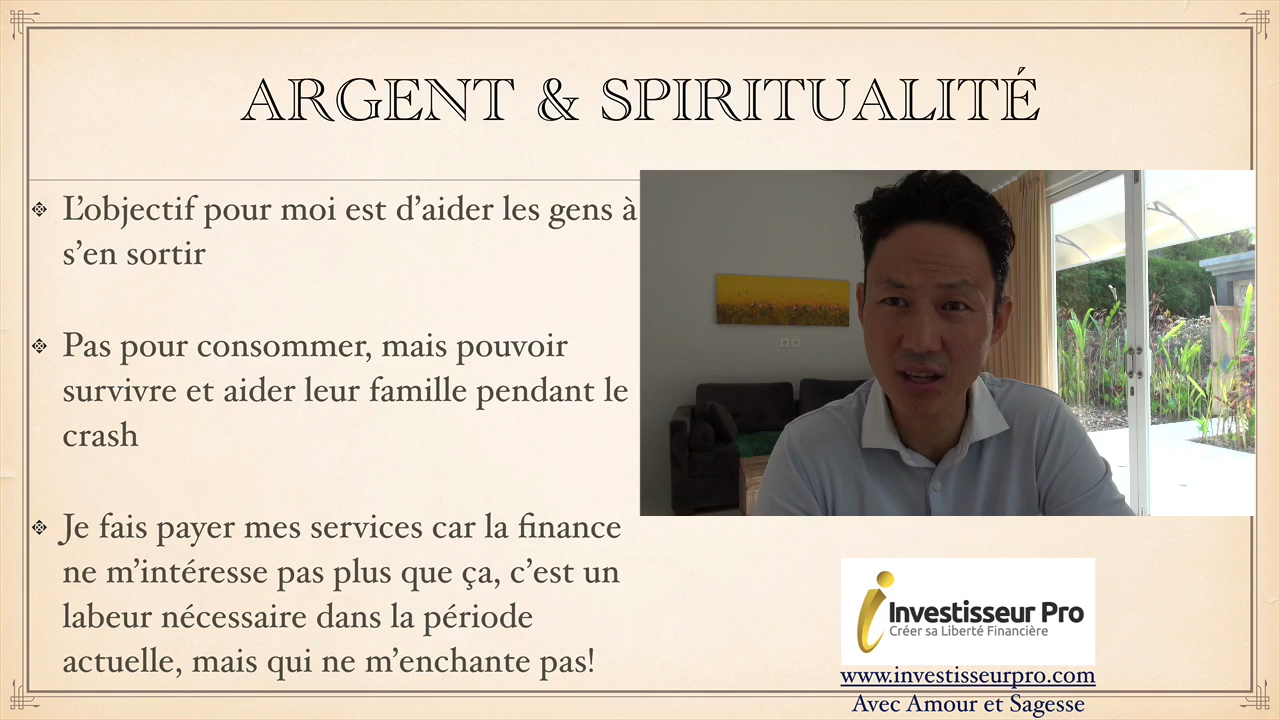 ARGENT & SPIRITUALITÉ
L’objectif pour moi est d’aider les gens à
s’en sortir
Pas pour consommer, mais pouvoir
survivre et aider leur famille pendant le
crash
Je fais payer mes services car la finance
ne m’intéresse pas plus que ça, c’est un
labeur nécessaire dans la période
actuelle, mais qui ne m’enchante pas!
Investisseur Pro
Créer sa Liberté Financière
www.investisseurpro.com
Avec Amour et Sagesse